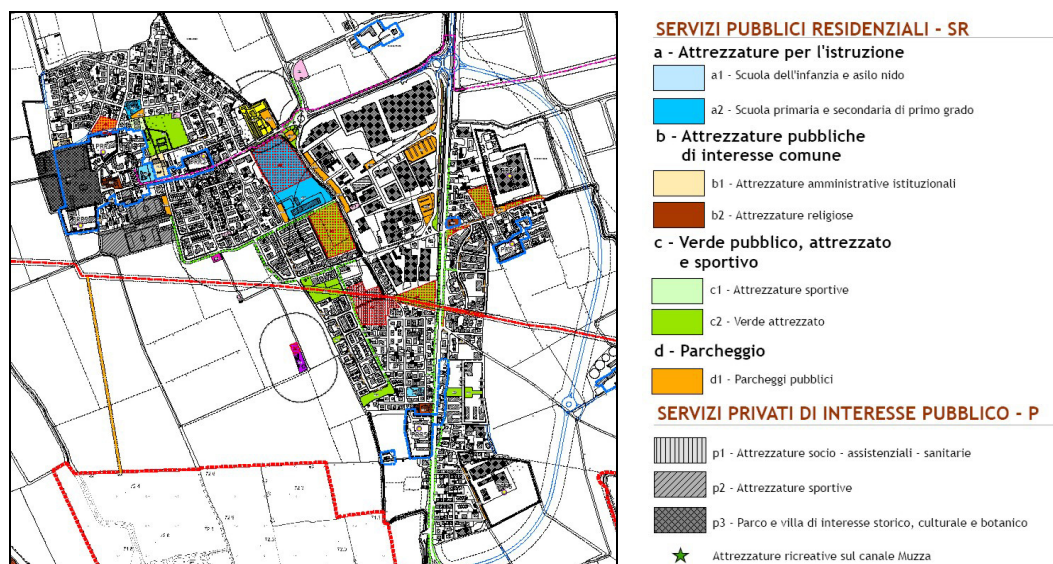 SERVIZI PUBBLICI RESIDENZIALI - SR
a - Attrezzature per l'istruzione
a1 - Scuola dell'infanzia e asilo nido
a2 - Scuola primaria e secondaria di primo grado
b - Attrezzature pubbliche
di interesse comune
b1 - Attrezzature amministrative istituzionali
b2 - Attrezzature religiose
c - Verde pubblico, attrezzato
e sportivo
c1 - Attrezzature sportive
c2 - Verde attrezzato
d - Parcheggio
d1 - Parcheggi pubblici
SERVIZI PRIVATI DI INTERESSE PUBBLICO - P
p1 - Attrezzature socio - assistenziali - sanitarie
p2 - Attrezzature sportive
p3 - Parco e villa di interesse storico, culturale e botanico
Attrezzature ricreative sul canale Muzza